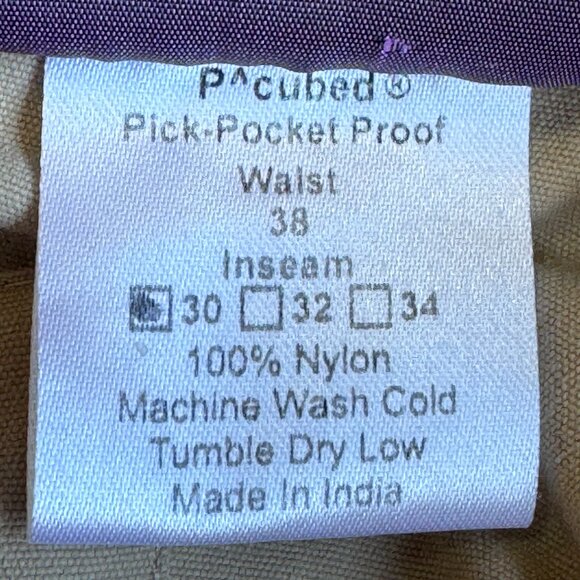 P^cubed®
Pick-Pocket Proof
Waist
38
Inseam
30 32 34
100% Nylon
Machine Wash Cold
Tumble Dry Low
Made In India